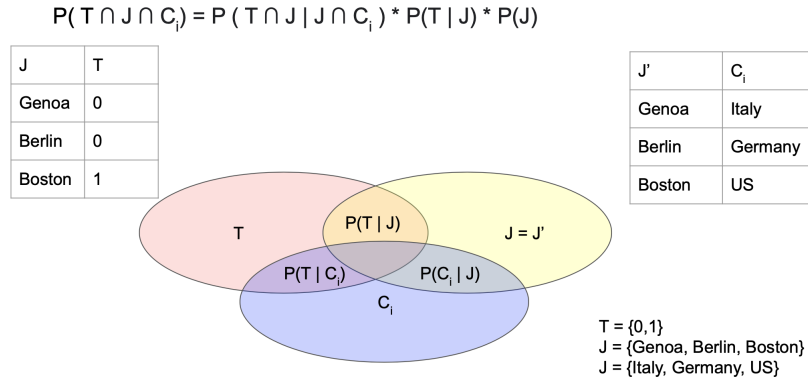 P( T ∩ J ∩ Cᵢ) = P ( T ∩ J | J ∩ Cᵢ ) * P(T | J) * P(J)
J T
Genoa 0
Berlin 0
Boston 1
J’ Cᵢ
Genoa Italy
Berlin Germany
Boston US
P(T | J)
T
J = J’
P(T | Cᵢ)
P(Cᵢ | J)
Cᵢ
T = {0,1}
J = {Genoa, Berlin, Boston}
J = {Italy, Germany, US}